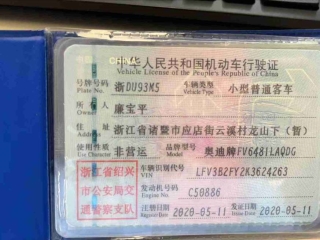 中华人民共和国机动车行驶证
Vehicle License of the People's Republic of China
号牌号码 浙DU93K5 车辆类型 小型普通客车
Plate No. Vehicle Type
所有人 廉宝平
Owner
住址 浙江省诸暨市应店街云溪村龙山下（暂）
Address
使用性质 非营运 品牌型号 奥迪牌FV6481LAQDG
Use Character Model
浙江省绍兴市公安局交通警察支队
车辆识别代号 LFV3B2FY2K3624263
VIN
发动机号码 C50886
Engine No.
注册日期 2020-05-11 发证日期 2020-05-11
Register Date Issue Date